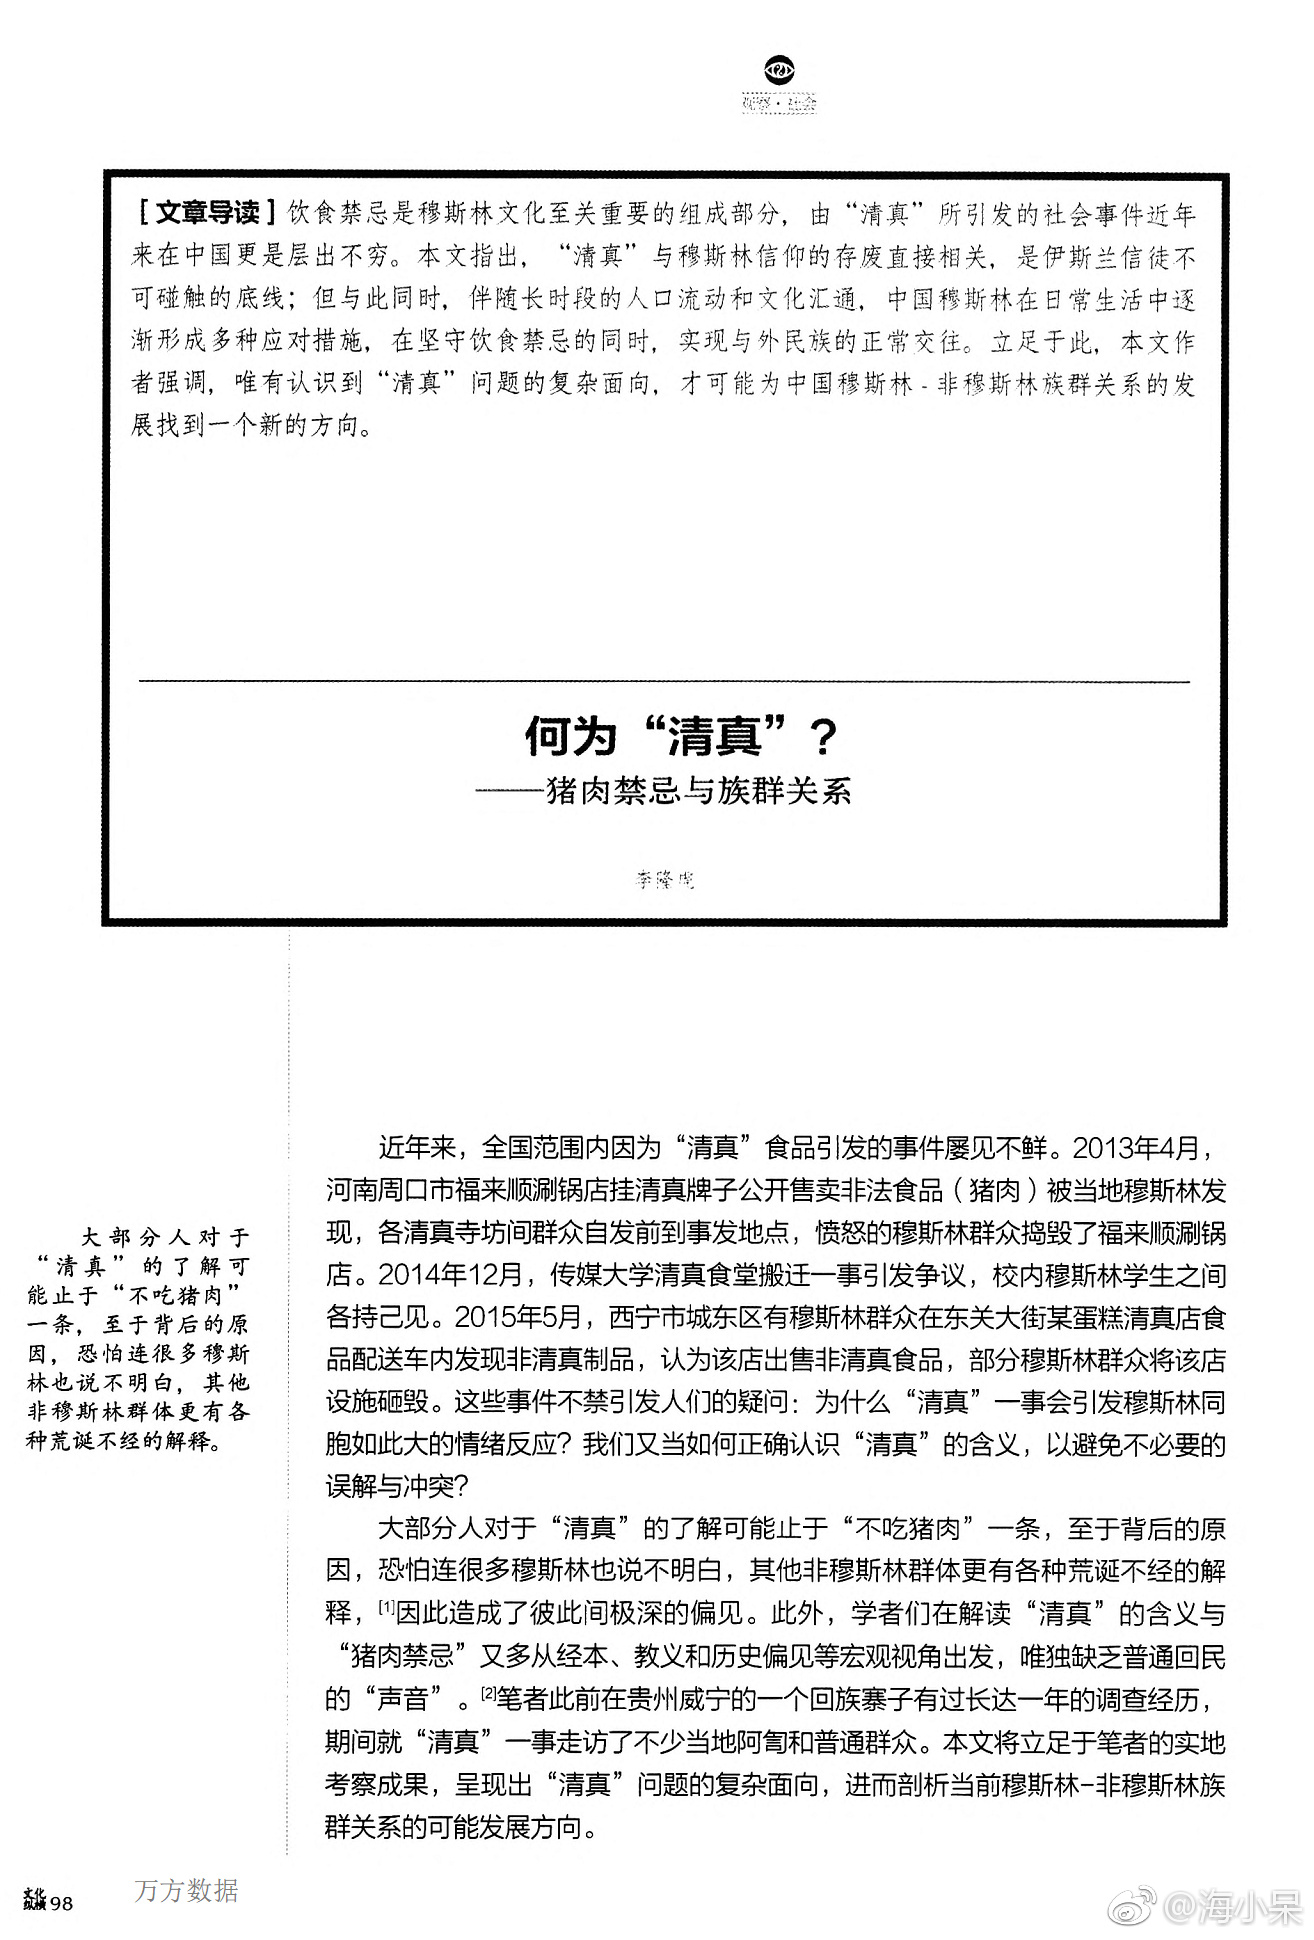 观察·社会
［文章导读］饮食禁忌是穆斯林文化至关重要的组成部分，由“清真”所引发的社会事件近年
来在中国更是层出不穷。本文指出，“清真”与穆斯林信仰的存废直接相关，是伊斯兰信徒不
可碰触的底线；但与此同时，伴随长时段的人口流动和文化汇通，中国穆斯林在日常生活中逐
渐形成多种应对措施，在坚守饮食禁忌的同时，实现与外民族的正常交往。立足于此，本文作
者强调，唯有认识到“清真”问题的复杂面向，才可能为中国穆斯林-非穆斯林族群关系的发
展找到一个新的方向。
何为“清真”？
——猪肉禁忌与族群关系
李隆虎
大部分人对于
“清真”的了解可
能止于“不吃猪肉”
一条，至于背后的原
因，恐怕连很多穆斯
林也说不明白，其他
非穆斯林群体更有各
种荒诞不经的解释。
近年来，全国范围内因为“清真”食品引发的事件屡见不鲜。2013年4月，
河南周口市福来顺涮锅店挂清真牌子公开售卖非法食品（猪肉）被当地穆斯林发
现，各清真寺坊间群众自发前到事发地点，愤怒的穆斯林群众捣毁了福来顺涮锅
店。2014年12月，传媒大学清真食堂搬迁一事引发争议，校内穆斯林学生之间
各持己见。2015年5月，西宁市城东区有穆斯林群众在东关大街某蛋糕清真店食
品配送车内发现非清真制品，认为该店出售非清真食品，部分穆斯林群众将该店
设施砸毁。这些事件不禁引发人们的疑问：为什么“清真”一事会引发穆斯林同
胞如此大的情绪反应？我们又当如何正确认识“清真”的含义，以避免不必要的
误解与冲突？
大部分人对于“清真”的了解可能止于“不吃猪肉”一条，至于背后的原
因，恐怕连很多穆斯林也说不明白，其他非穆斯林群体更有各种荒诞不经的解
释，[1]因此造成了彼此间极深的偏见。此外，学者们在解读“清真”的含义与
“猪肉禁忌”又多从经本、教义和历史偏见等宏观视角出发，唯独缺乏普通回民
的“声音”。[2]笔者此前在贵州威宁的一个回族寨子有过长达一年的调查经历，
期间就“清真”一事走访了不少当地阿訇和普通群众。本文将立足于笔者的实地
考察成果，呈现出“清真”问题的复杂面向，进而剖析当前穆斯林-非穆斯林族
群关系的可能发展方向。
文化纵横 98
万方数据
@海小呆